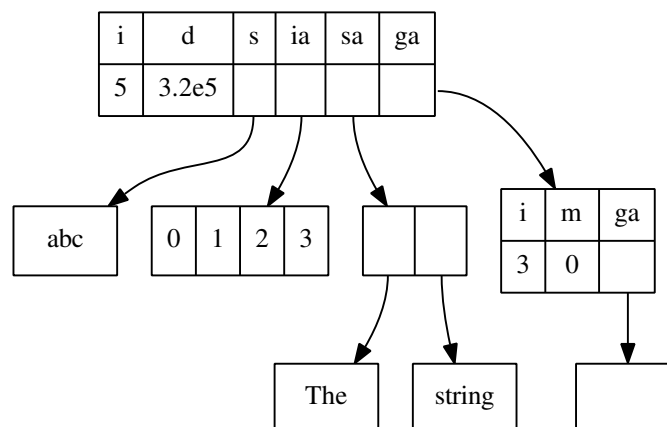 i d s ia sa ga
5 3.2e5
abc
0 1 2 3
i m ga
3 0
The
string